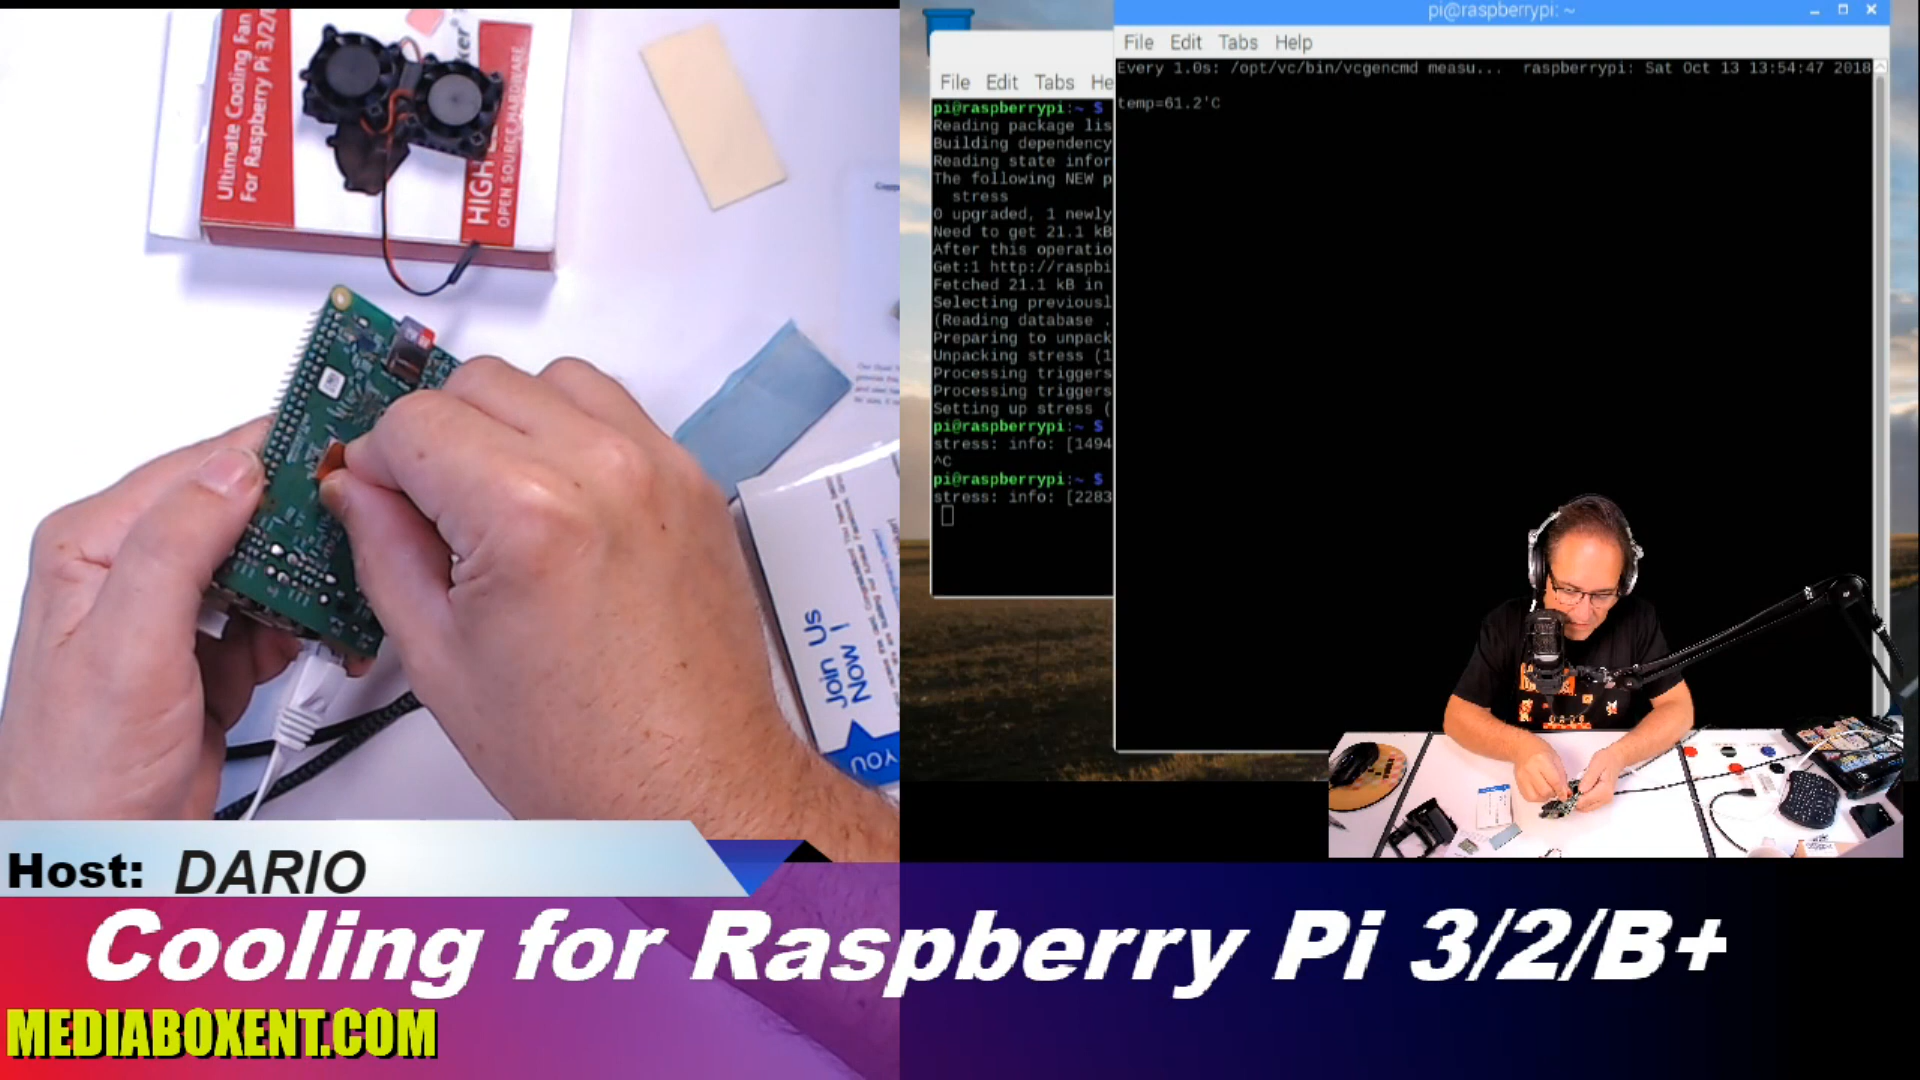 Ultimate Cooling Fan
For Raspberry Pi 3/2/
HIGH
OPEN SOURCE HARDWARE
Join Us
Now !
YOU
pi@raspberrypi: ~
File Edit Tabs Help
Every 1.0s: /opt/vc/bin/vcgencmd measu... raspberrypi: Sat Oct 13 13:54:47 2018
temp=61.2'C
File Edit Tabs He
pi@raspberrypi:~ $
Reading package lis
Building dependency
Reading state infor
The following NEW p
stress
0 upgraded, 1 newly
Need to get 21.1 kB
After this operatio
Get:1 http://raspbi
Fetched 21.1 kB in
Selecting previousl
(Reading database .
Preparing to unpack
Unpacking stress (1
Processing triggers
Processing triggers
Setting up stress (
pi@raspberrypi:~ $
stress: info: [1494
^C
pi@raspberrypi:~ $
stress: info: [2283
Host: DARIO
Cooling for Raspberry Pi 3/2/B+
MEDIABOXENT.COM